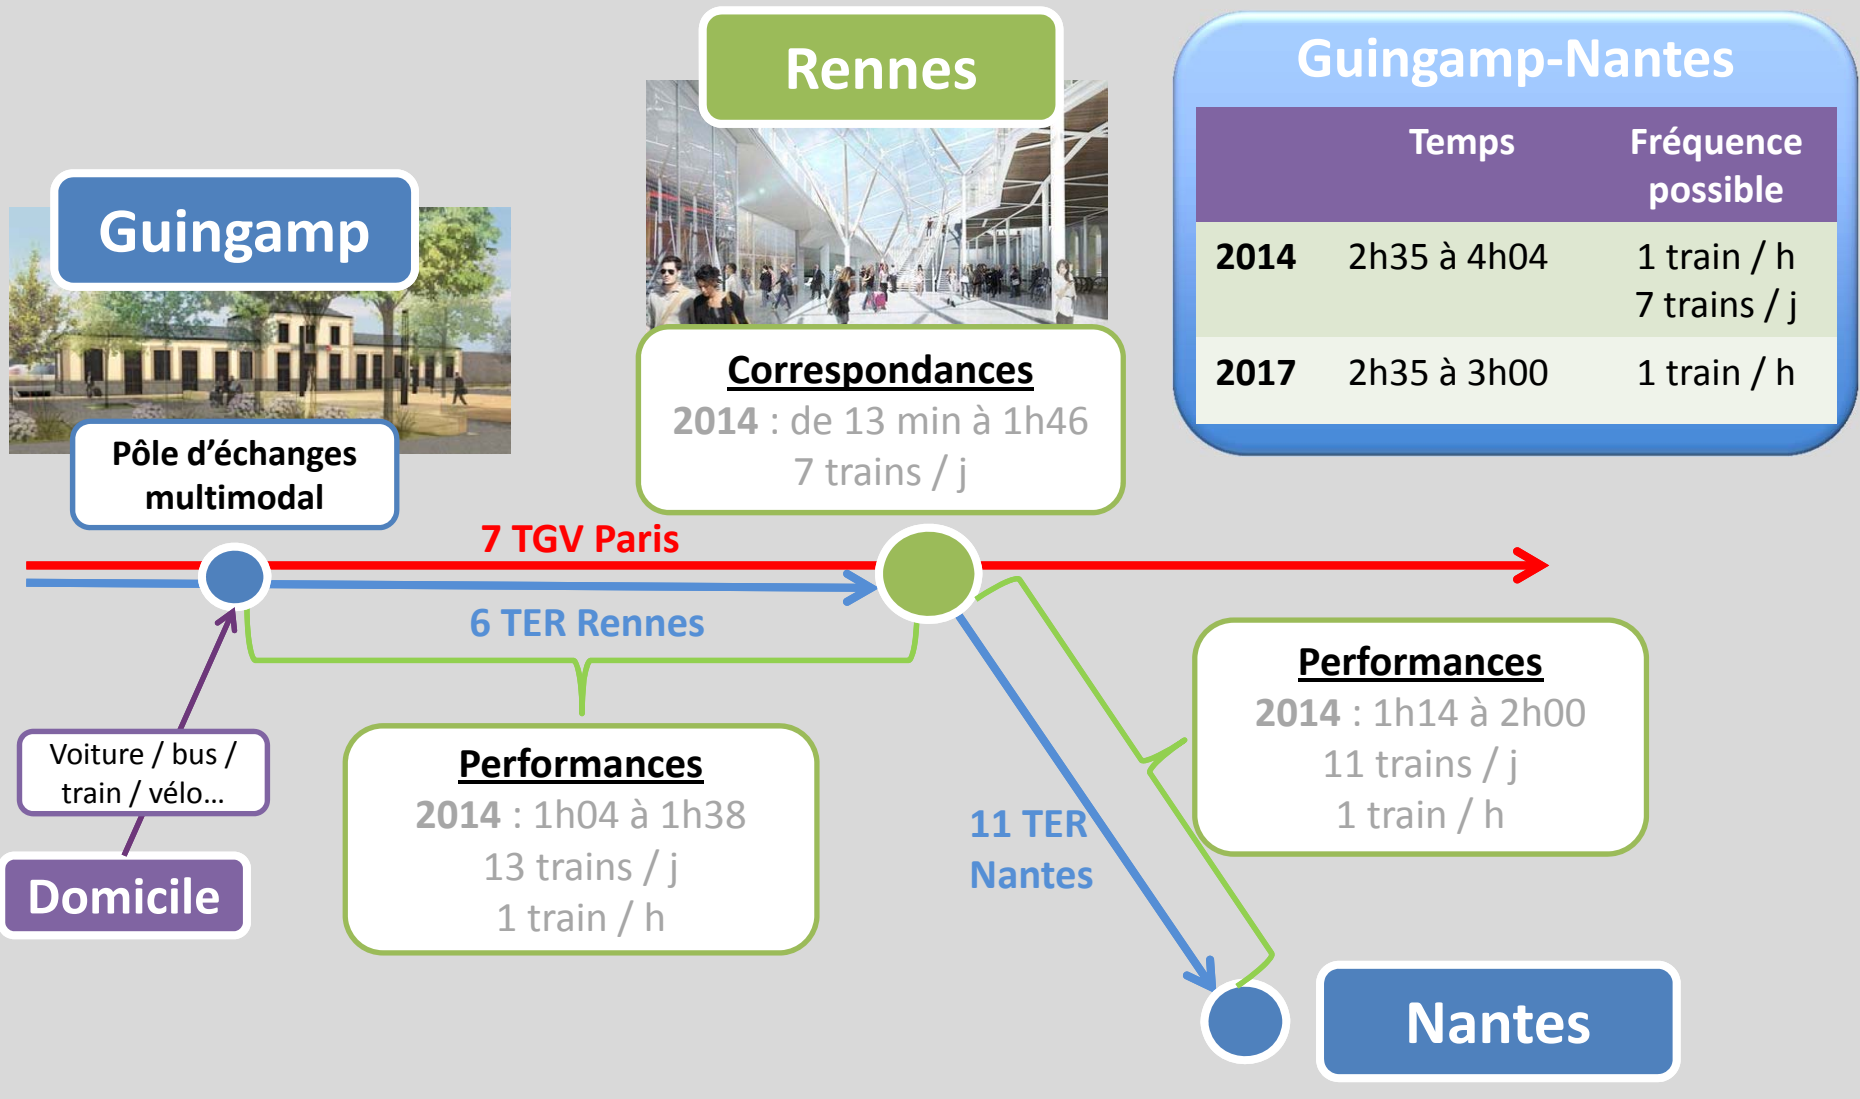 Rennes
Guingamp-Nantes
Temps
Fréquence
possible
2014
2h35 à 4h04
1 train / h
7 trains / j
2017
2h35 à 3h00
1 train / h
Guingamp
Pôle d’échanges
multimodal
Correspondances
2014 : de 13 min à 1h46
7 trains / j
7 TGV Paris
6 TER Rennes
Voiture / bus /
train / vélo…
Domicile
Performances
2014 : 1h04 à 1h38
13 trains / j
1 train / h
Performances
2014 : 1h14 à 2h00
11 trains / j
1 train / h
11 TER
Nantes
Nantes